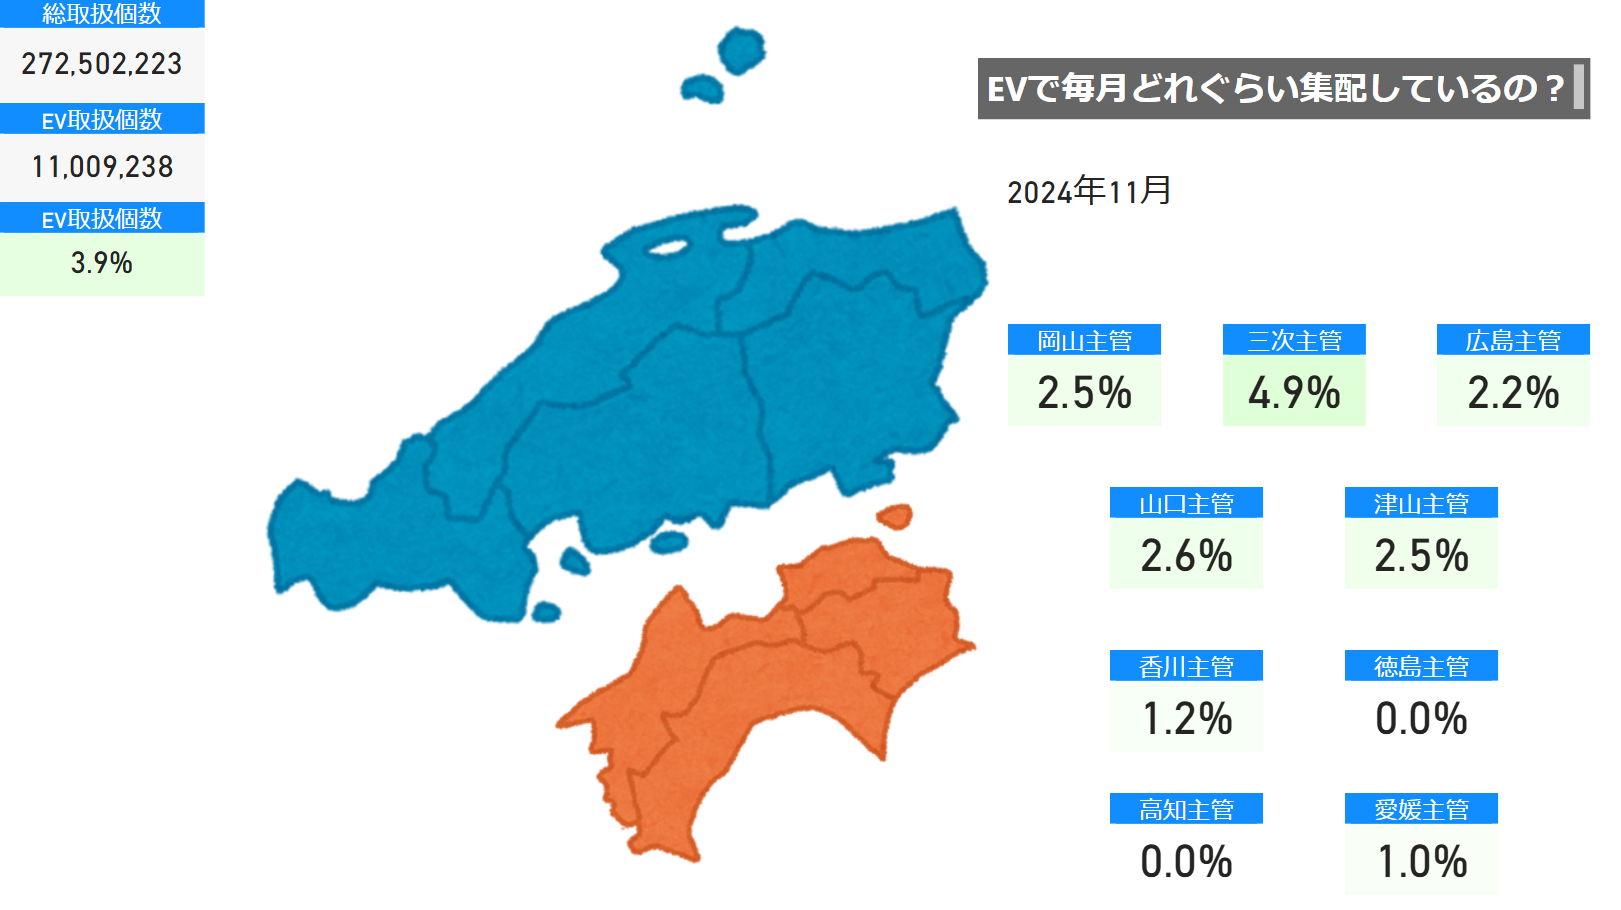 総取扱個数
272,502,223
EV取扱個数
11,009,238
EV取扱個数
3.9%
EVで毎月どれぐらい集配しているの？
2024年11月
岡山主管
2.5%
三次主管
4.9%
広島主管
2.2%
山口主管
2.6%
津山主管
2.5%
香川主管
1.2%
徳島主管
0.0%
高知主管
0.0%
愛媛主管
1.0%